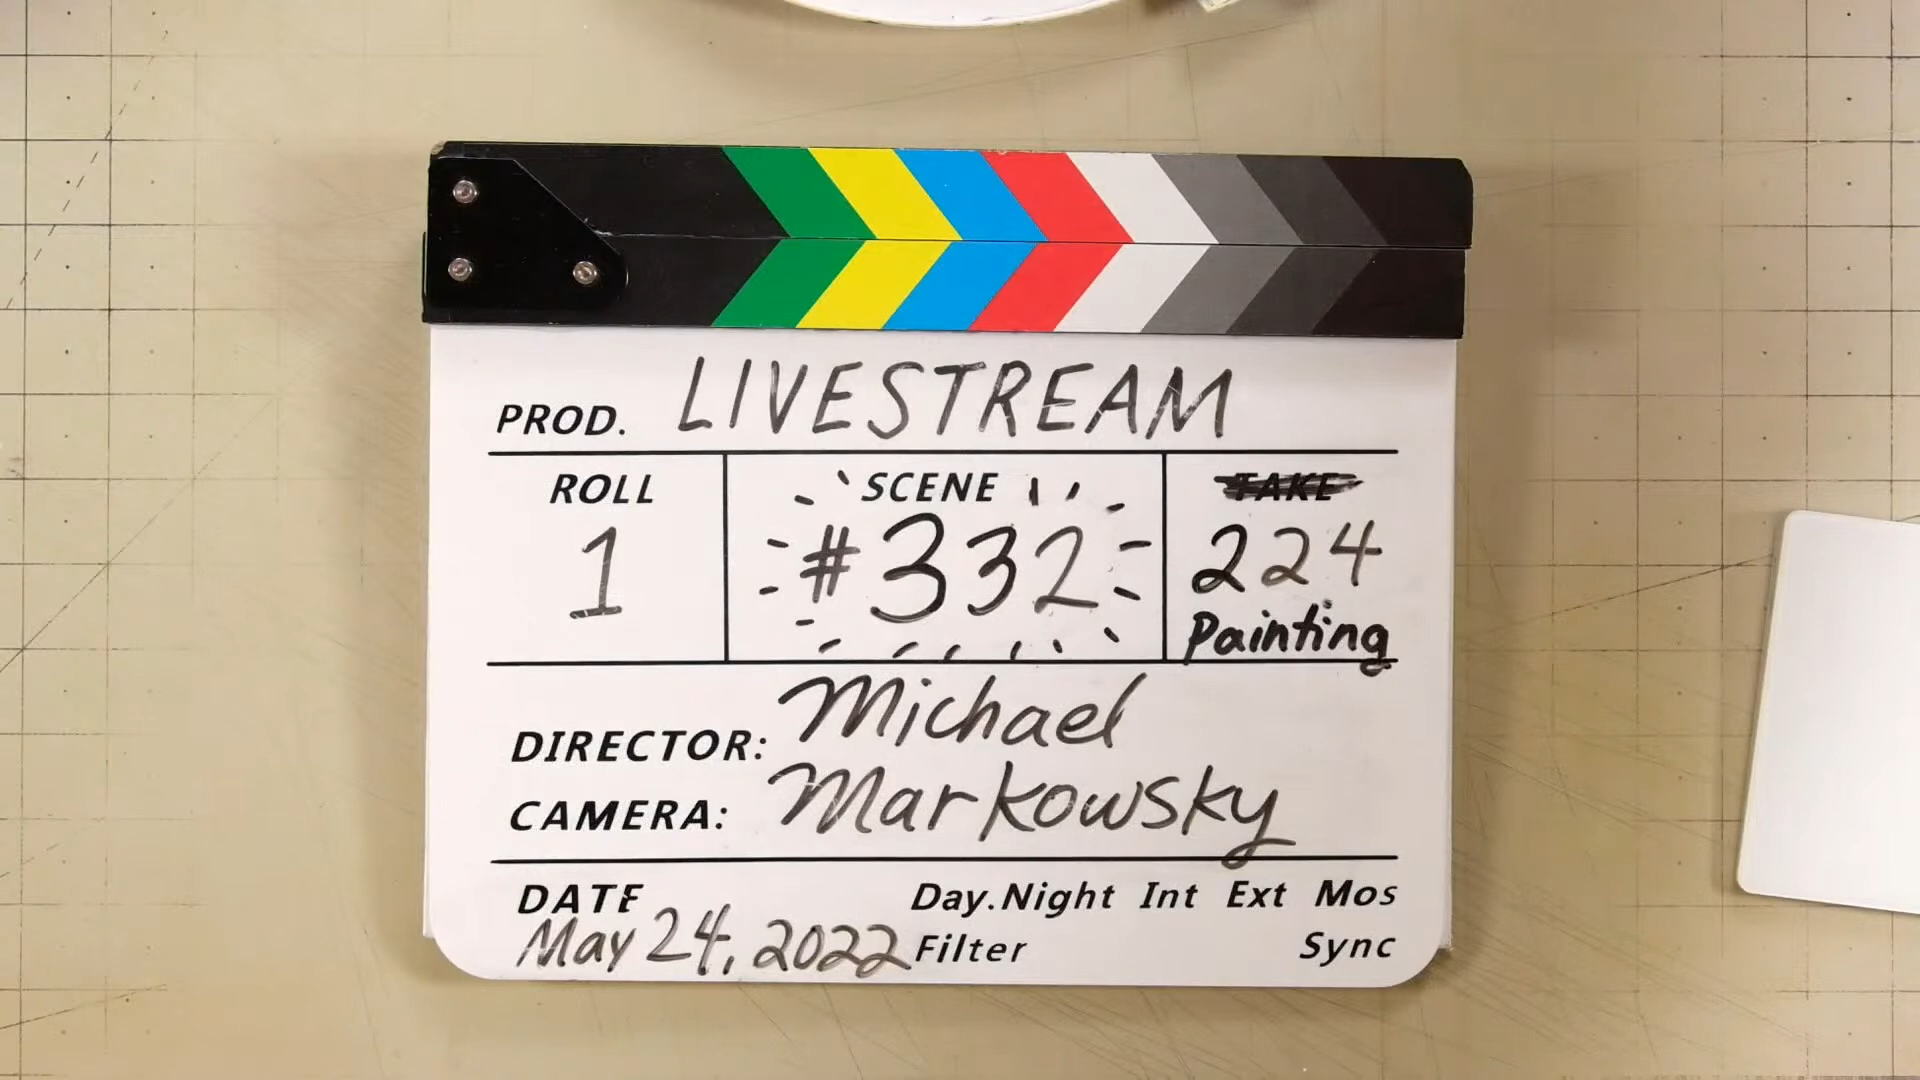 PROD. LIVESTREAM
ROLL SCENE TAKE
1 #332 224
Painting
DIRECTOR: Michael
CAMERA: Markowsky
DATE Day.Night Int Ext Mos
May 24, 2022 Filter Sync